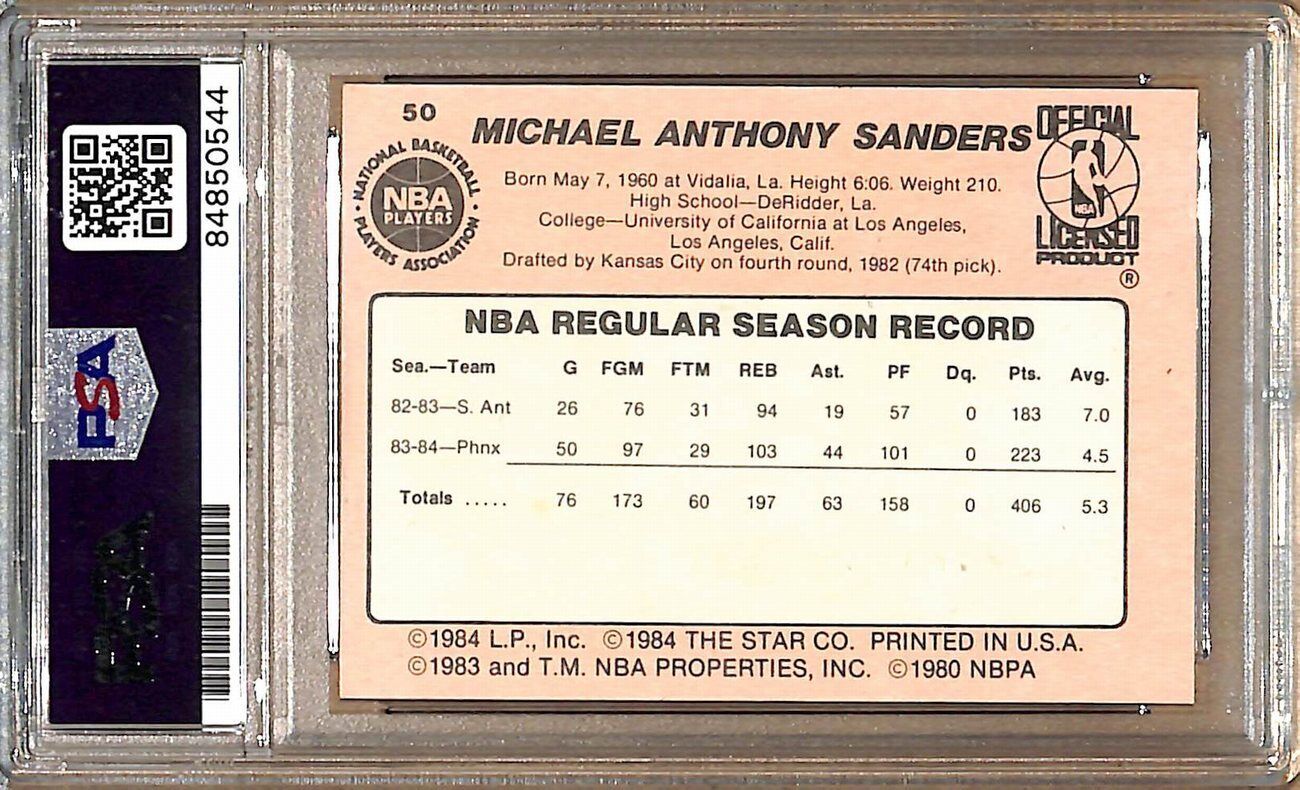 84850544
PSA
50
MICHAEL ANTHONY SANDERS
NATIONAL BASKETBALL
NBA
PLAYERS
PLAYERS ASSOCIATION
OFFICIAL
NBA
LICENSED
PRODUCT
®
Born May 7, 1960 at Vidalia, La. Height 6:06. Weight 210.
High School—DeRidder, La.
College—University of California at Los Angeles,
Los Angeles, Calif.
Drafted by Kansas City on fourth round, 1982 (74th pick).
NBA REGULAR SEASON RECORD
Sea.—Team G FGM FTM REB Ast. PF Dq. Pts. Avg.
82-83—S. Ant 26 76 31 94 19 57 0 183 7.0
83-84—Phnx 50 97 29 103 44 101 0 223 4.5
Totals ..... 76 173 60 197 63 158 0 406 5.3
©1984 L.P., Inc. ©1984 THE STAR CO. PRINTED IN U.S.A.
©1983 and T.M. NBA PROPERTIES, INC. ©1980 NBPA